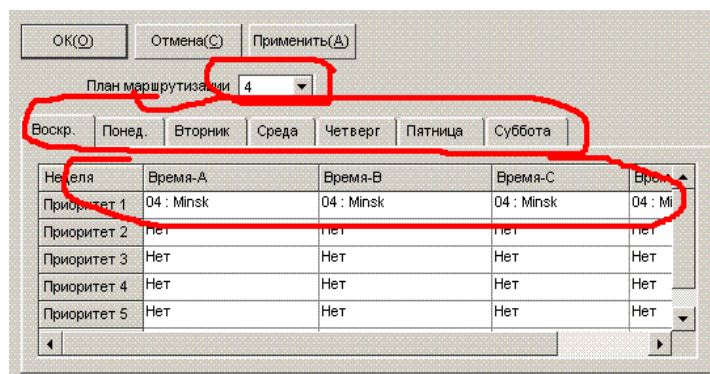 OK(O) Отмена(C) Применить(A)
План маршрутизации 4
Воскр. Понед. Вторник Среда Четверг Пятница Суббота
Неделя Время-A Время-B Время-C
Приоритет 1 04 : Minsk 04 : Minsk 04 : Minsk 04 : Mi
Приоритет 2 Нет Нет Нет Нет
Приоритет 3 Нет Нет Нет Нет
Приоритет 4 Нет Нет Нет Нет
Приоритет 5 Нет Нет Нет Нет